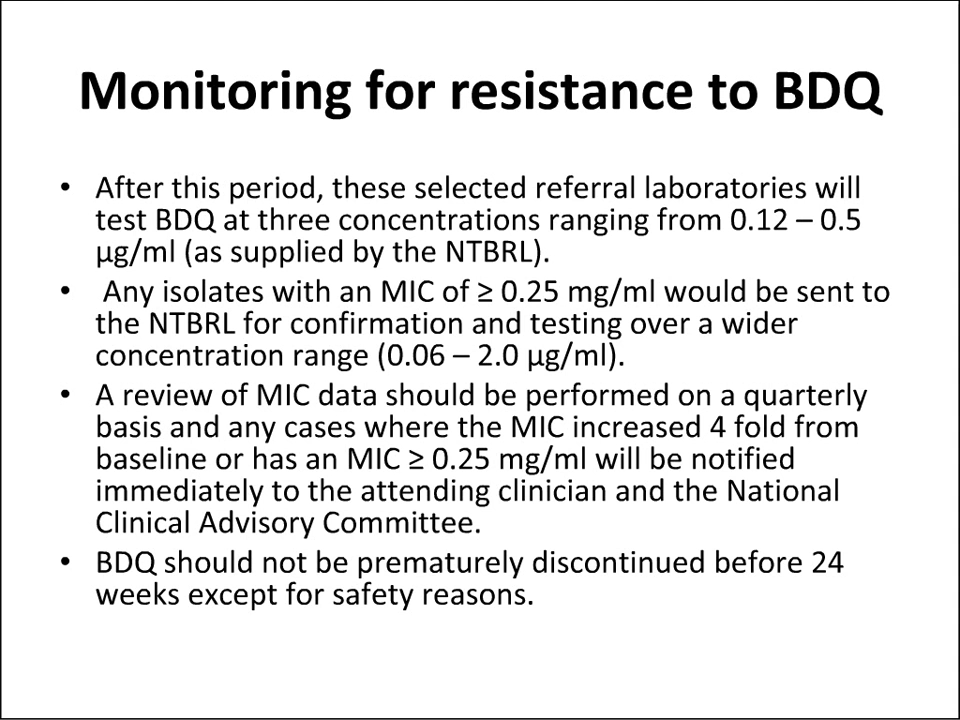 Monitoring for resistance to BDQ
• After this period, these selected referral laboratories will
test BDQ at three concentrations ranging from 0.12 – 0.5
µg/ml (as supplied by the NTBRL).
• Any isolates with an MIC of ≥ 0.25 mg/ml would be sent to
the NTBRL for confirmation and testing over a wider
concentration range (0.06 – 2.0 µg/ml).
• A review of MIC data should be performed on a quarterly
basis and any cases where the MIC increased 4 fold from
baseline or has an MIC ≥ 0.25 mg/ml will be notified
immediately to the attending clinician and the National
Clinical Advisory Committee.
• BDQ should not be prematurely discontinued before 24
weeks except for safety reasons.